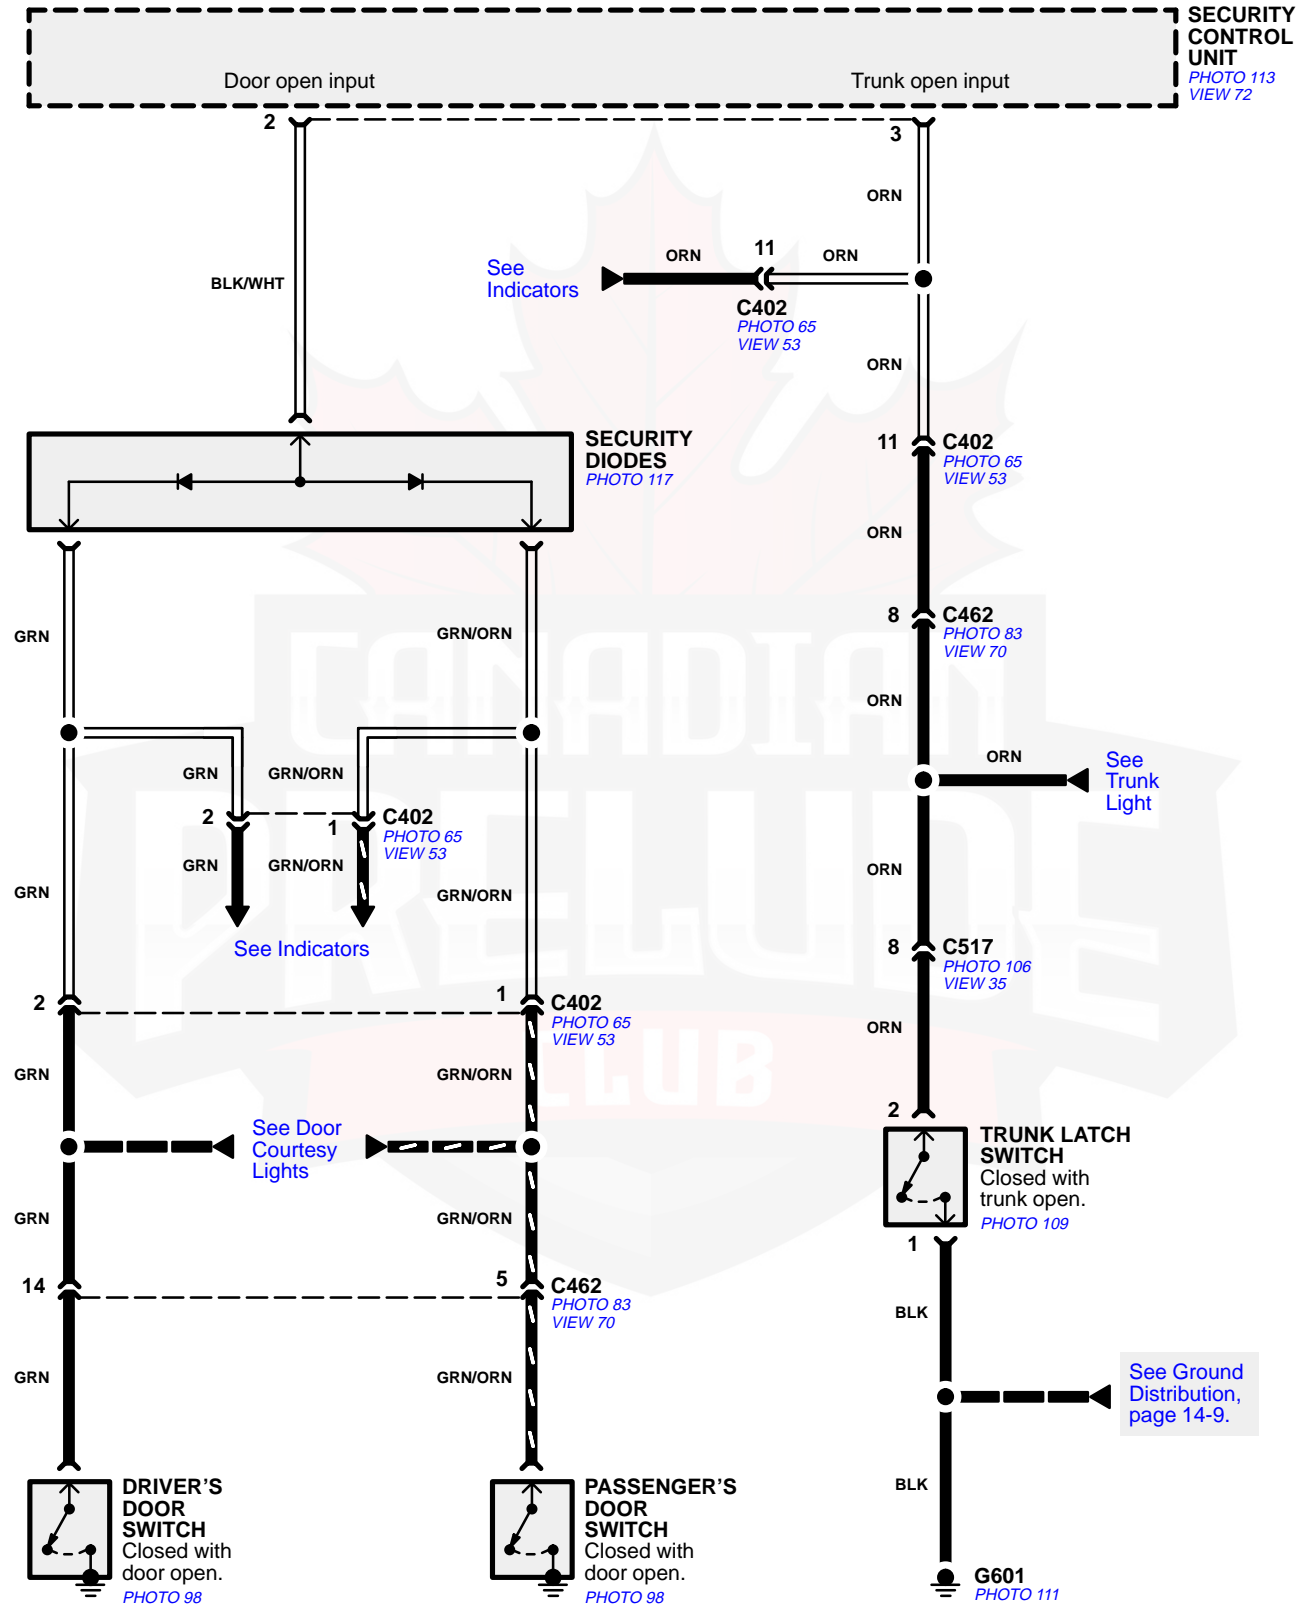 SECURITY
CONTROL
UNIT
PHOTO 113
VIEW 72
Door open input
Trunk open input
2
3
ORN
BLK/WHT
See
Indicators
ORN
11
ORN
C402
PHOTO 65
VIEW 53
ORN
SECURITY
DIODES
PHOTO 117
11
C402
PHOTO 65
VIEW 53
ORN
8
C462
PHOTO 83
VIEW 70
GRN
GRN/ORN
ORN
ORN
See
Trunk
Light
GRN
GRN/ORN
2
1
C402
PHOTO 65
VIEW 53
GRN
GRN/ORN
GRN
GRN/ORN
ORN
See Indicators
8
C517
PHOTO 106
VIEW 35
2
1
C402
PHOTO 65
VIEW 53
ORN
GRN
GRN/ORN
2
See Door
Courtesy
Lights
TRUNK LATCH
SWITCH
Closed with
trunk open.
PHOTO 109
GRN
GRN/ORN
1
14
5
C462
PHOTO 83
VIEW 70
BLK
GRN
GRN/ORN
See Ground
Distribution,
page 14-9.
BLK
DRIVER’S
DOOR
SWITCH
Closed with
door open.
PHOTO 98
PASSENGER’S
DOOR
SWITCH
Closed with
door open.
PHOTO 98
G601
PHOTO 111
CANADIAN
PRELUDE
CLUB